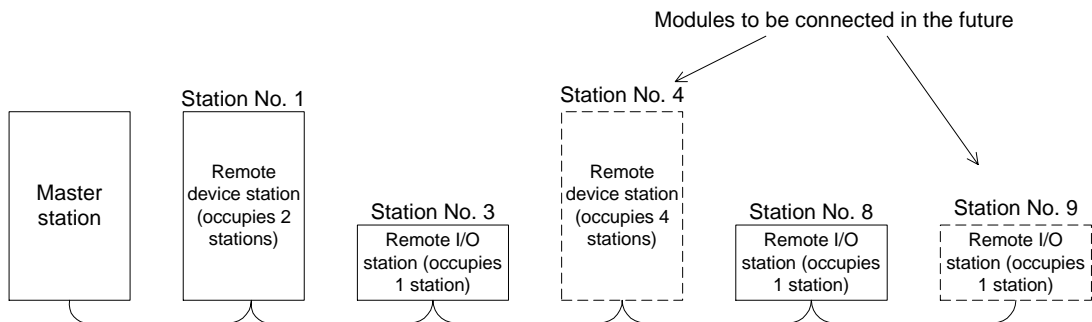 Modules to be connected in the future
Station No. 1
Station No. 4
Master
station
Remote
device station
(occupies 2
stations)
Station No. 3
Remote I/O
station (occupies
1 station)
Remote
device station
(occupies 4
stations)
Station No. 8
Remote I/O
station (occupies
1 station)
Station No. 9
Remote I/O
station (occupies
1 station)